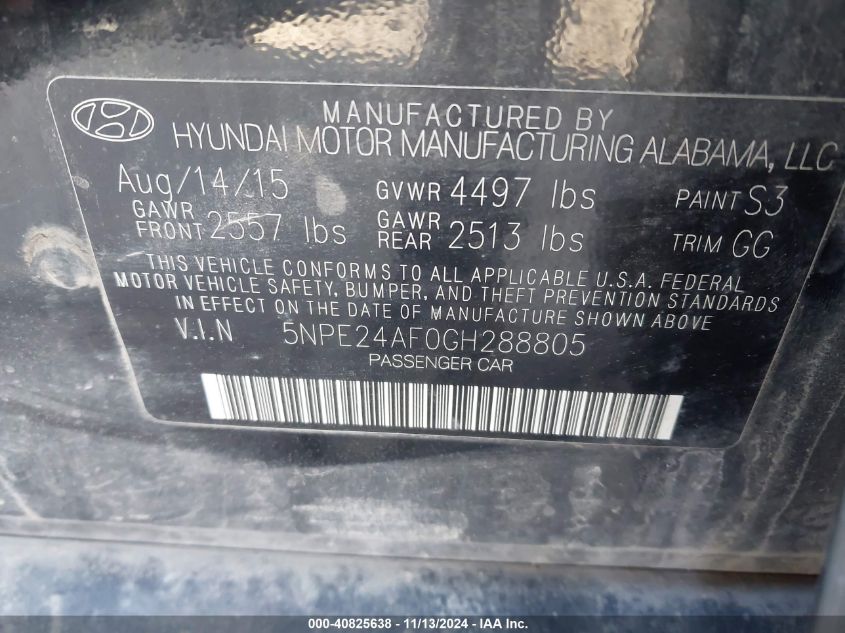 MANUFACTURED BY
HYUNDAI MOTOR MANUFACTURING ALABAMA, LLC
Aug/14/15 GVWR 4497 lbs PAINT S3
GAWR FRONT 2557 lbs GAWR REAR 2513 lbs TRIM GG
THIS VEHICLE CONFORMS TO ALL APPLICABLE U.S.A. FEDERAL
MOTOR VEHICLE SAFETY, BUMPER, AND THEFT PREVENTION STANDARDS
IN EFFECT ON THE DATE OF MANUFACTURE SHOWN ABOVE
V.I.N 5NPE24AF0GH288805
PASSENGER CAR
000-40825638 - 11/13/2024 - IAA, Inc.